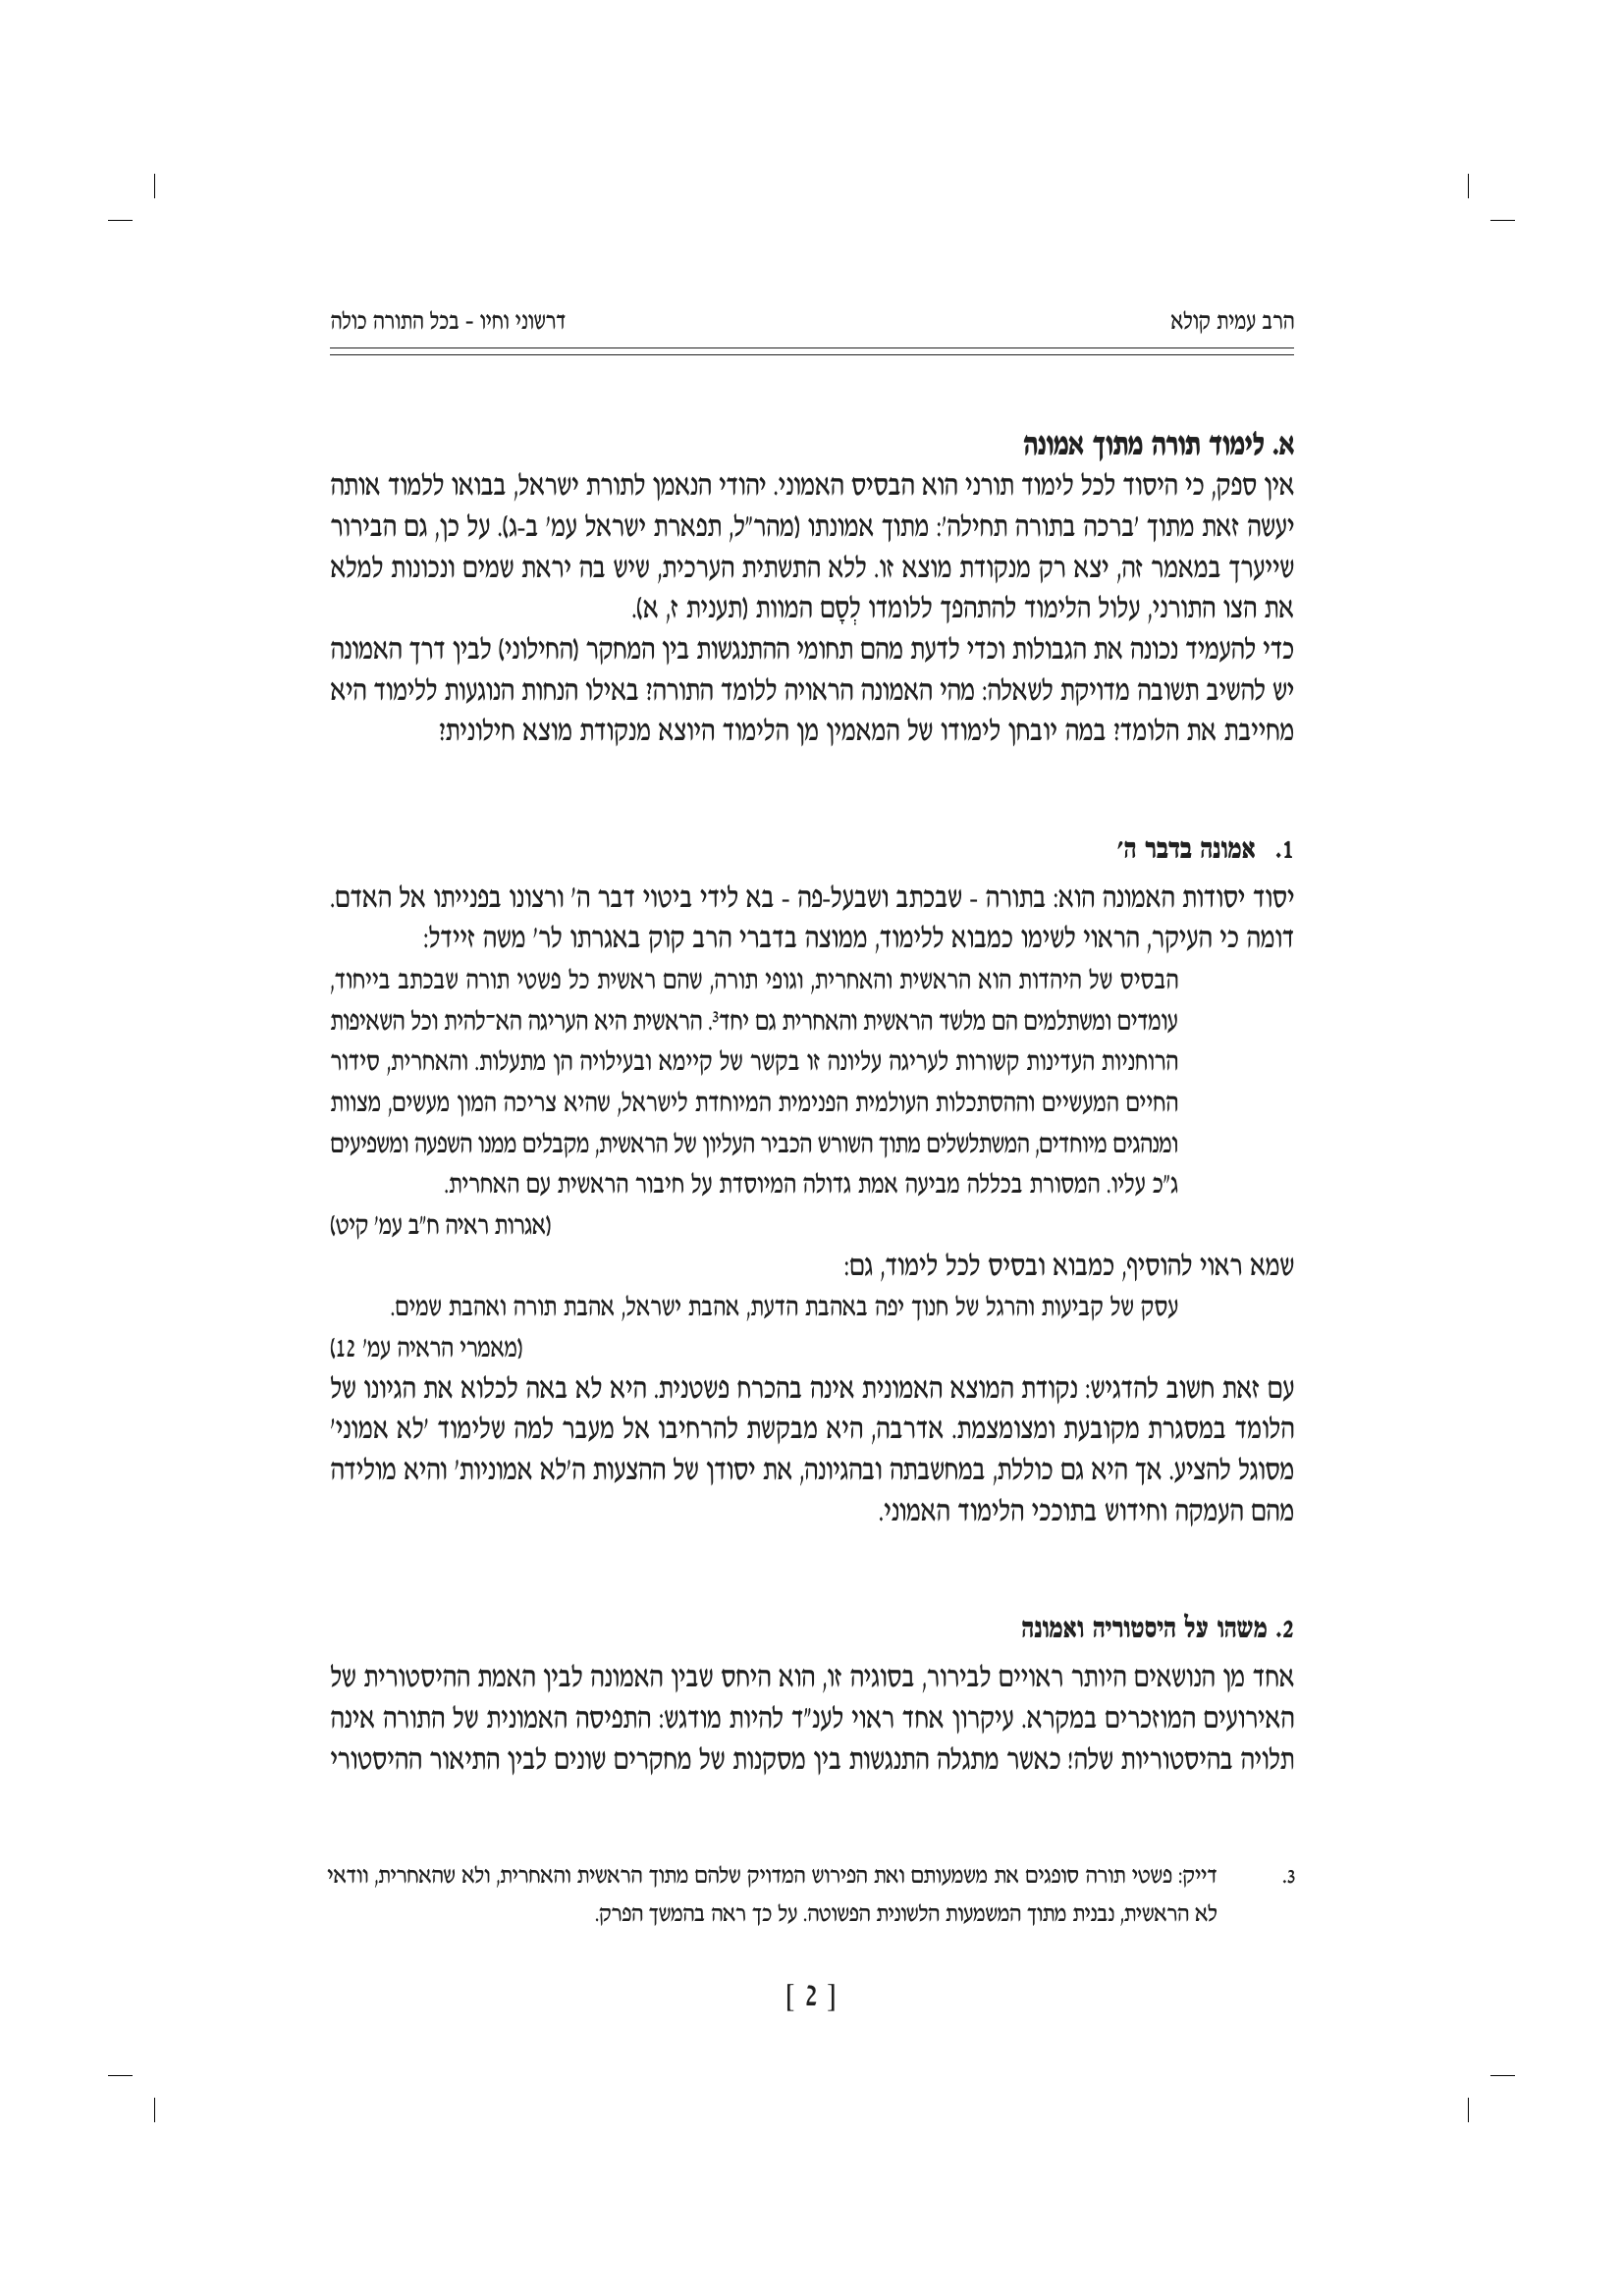 הרב עמית קולא
דרשוני וחיו - בכל התורה כולה
א. לימוד תורה מתוך אמונה
אין ספק, כי היסוד לכל לימוד תורני הוא הבסיס האמוני. יהודי הנאמן לתורת ישראל, בבואו ללמוד אותה
יעשה זאת מתוך 'ברכה בתורה תחילה': מתוך אמונתו (מהר"ל, תפארת ישראל עמ' ב-ג). על כן, גם הבירור
שייערך במאמר זה, יצא רק מנקודת מוצא זו. ללא התשתית הערכית, שיש בה יראת שמים ונכונות למלא
את הצו התורני, עלול הלימוד להתהפך ללומדו לְסָם המוות (תענית ז, א).
כדי להעמיד נכונה את הגבולות וכדי לדעת מהם תחומי ההתנגשות בין המחקר (החילוני) לבין דרך האמונה
יש להשיב תשובה מדויקת לשאלה: מהי האמונה הראויה ללומד התורה? באילו הנחות הנוגעות ללימוד היא
מחייבת את הלומד? במה יובחן לימודו של המאמין מן הלימוד היוצא מנקודת מוצא חילונית?
1. אמונה בדבר ה'
יסוד יסודות האמונה הוא: בתורה - שבכתב ושבעל-פה - בא לידי ביטוי דבר ה' ורצונו בפנייתו אל האדם.
דומה כי העיקר, הראוי לשימו כמבוא ללימוד, ממוצה בדברי הרב קוק באגרתו לר' משה זיידל:
הבסיס של היהדות הוא הראשית והאחרית, וגופי תורה, שהם ראשית כל פשטי תורה שבכתב בייחוד,
עומדים ומשתלמים הם מלשד הראשית והאחרית גם יחד³. הראשית היא העריגה הא־להית וכל השאיפות
הרוחניות העדינות קשורות לעריגה עליונה זו בקשר של קיימא ובעילויה הן מתעלות. והאחרית, סידור
החיים המעשיים וההסתכלות העולמית הפנימית המיוחדת לישראל, שהיא צריכה המון מעשים, מצוות
ומנהגים מיוחדים, המשתלשלים מתוך השורש הכביר העליון של הראשית, מקבלים ממנו השפעה ומשפיעים
ג"כ עליו. המסורת בכללה מביעה אמת גדולה המיוסדת על חיבור הראשית עם האחרית.
(אגרות ראיה ח"ב עמ' קיט)
שמא ראוי להוסיף, כמבוא ובסיס לכל לימוד, גם:
עסק של קביעות והרגל של חנוך יפה באהבת הדעת, אהבת ישראל, אהבת תורה ואהבת שמים.
(מאמרי הראיה עמ' 12)
עם זאת חשוב להדגיש: נקודת המוצא האמונית אינה בהכרח פשטנית. היא לא באה לכלוא את הגיונו של
הלומד במסגרת מקובעת ומצומצמת. אדרבה, היא מבקשת להרחיבו אל מעבר למה שלימוד 'לא אמוני'
מסוגל להציע. אך היא גם כוללת, במחשבתה ובהגיונה, את יסודן של ההצעות ה'לא אמוניות' והיא מולידה
מהם העמקה וחידוש בתוככי הלימוד האמוני.
2. משהו על היסטוריה ואמונה
אחד מן הנושאים היותר ראויים לבירור, בסוגיה זו, הוא היחס שבין האמונה לבין האמת ההיסטורית של
האירועים המוזכרים במקרא. עיקרון אחד ראוי לענ"ד להיות מודגש: התפיסה האמונית של התורה אינה
תלויה בהיסטוריות שלה! כאשר מתגלה התנגשות בין מסקנות של מחקרים שונים לבין התיאור ההיסטורי
3. דייק: פשטי תורה סופגים את משמעותם ואת הפירוש המדויק שלהם מתוך הראשית והאחרית, ולא שהאחרית, וודאי
לא הראשית, נבנית מתוך המשמעות הלשונית הפשוטה. על כך ראה בהמשך הפרק.
[ 2 ]